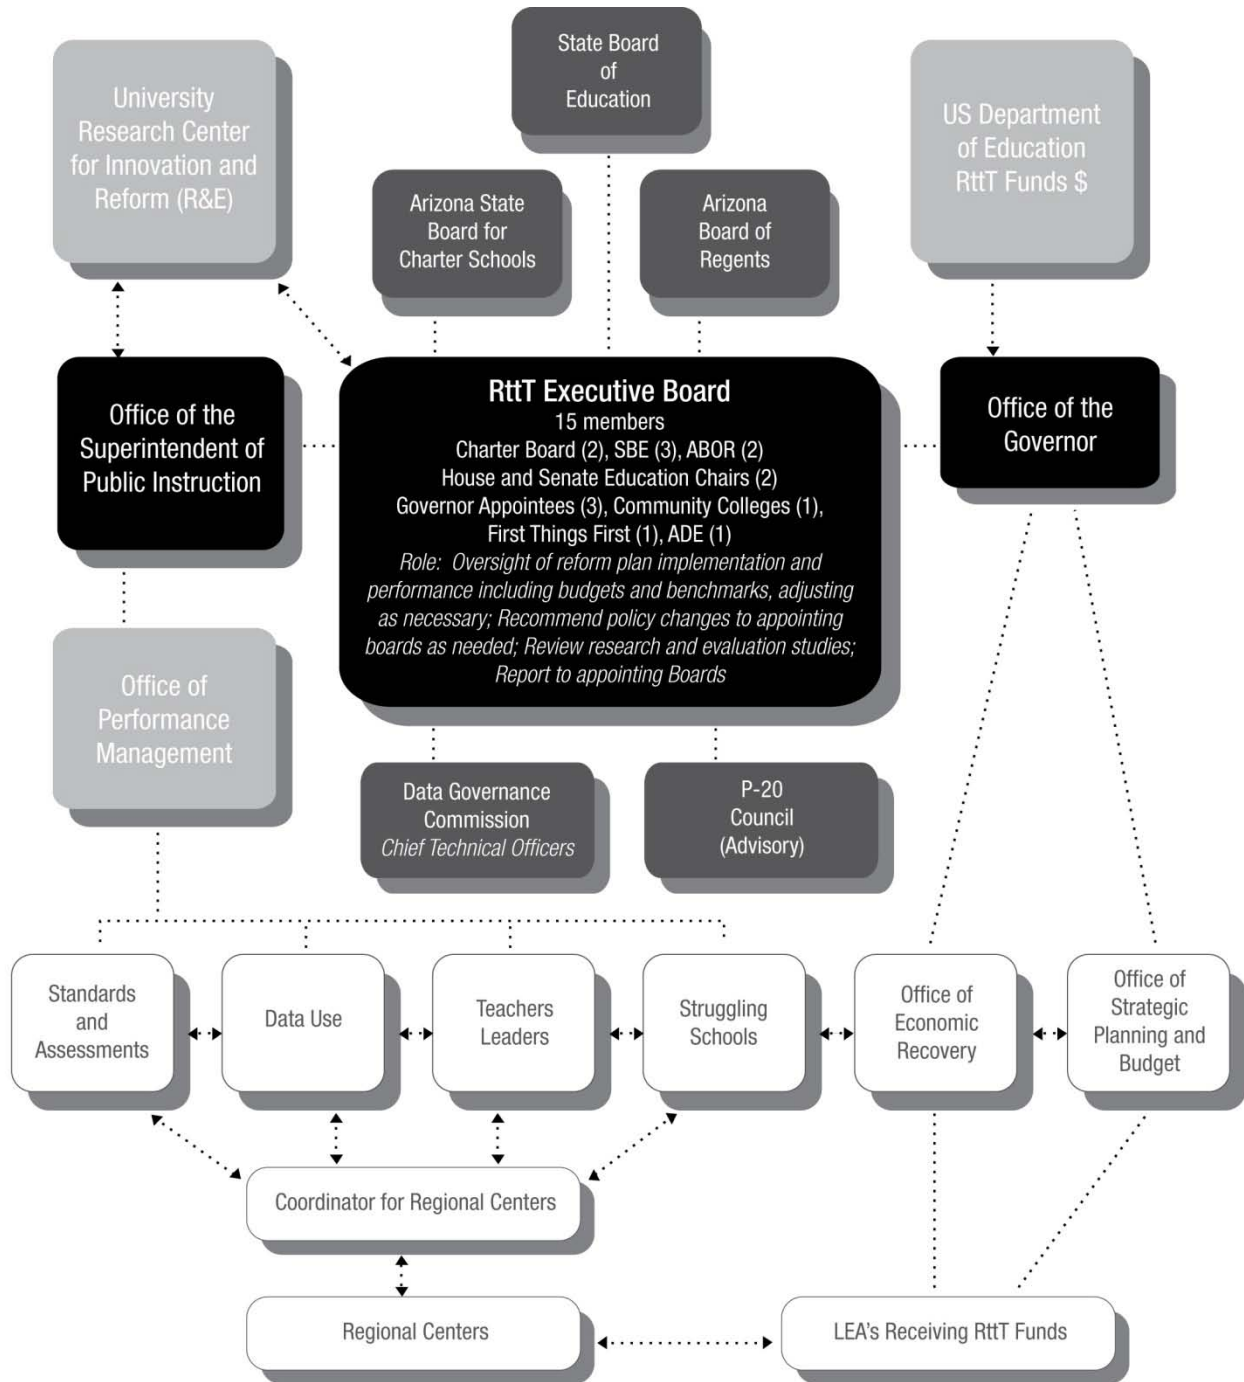 State Board
of
Education
University
Research Center
for Innovation and
Reform (R&E)
US Department
of Education
RttT Funds $
Arizona State
Board for
Charter Schools
Arizona
Board of
Regents
Office of the
Superintendent of
Public Instruction
RttT Executive Board
15 members
Charter Board (2), SBE (3), ABOR (2)
House and Senate Education Chairs (2)
Governor Appointees (3), Community Colleges (1),
First Things First (1), ADE (1)
Role: Oversight of reform plan implementation and
performance including budgets and benchmarks, adjusting
as necessary; Recommend policy changes to appointing
boards as needed; Review research and evaluation studies;
Report to appointing Boards
Office of the
Governor
Office of
Performance
Management
Data Governance
Commission
Chief Technical Officers
P-20
Council
(Advisory)
Standards
and
Assessments
Data Use
Teachers
Leaders
Struggling
Schools
Office of
Economic
Recovery
Office of
Strategic
Planning and
Budget
Coordinator for Regional Centers
Regional Centers
LEA's Receiving RttT Funds